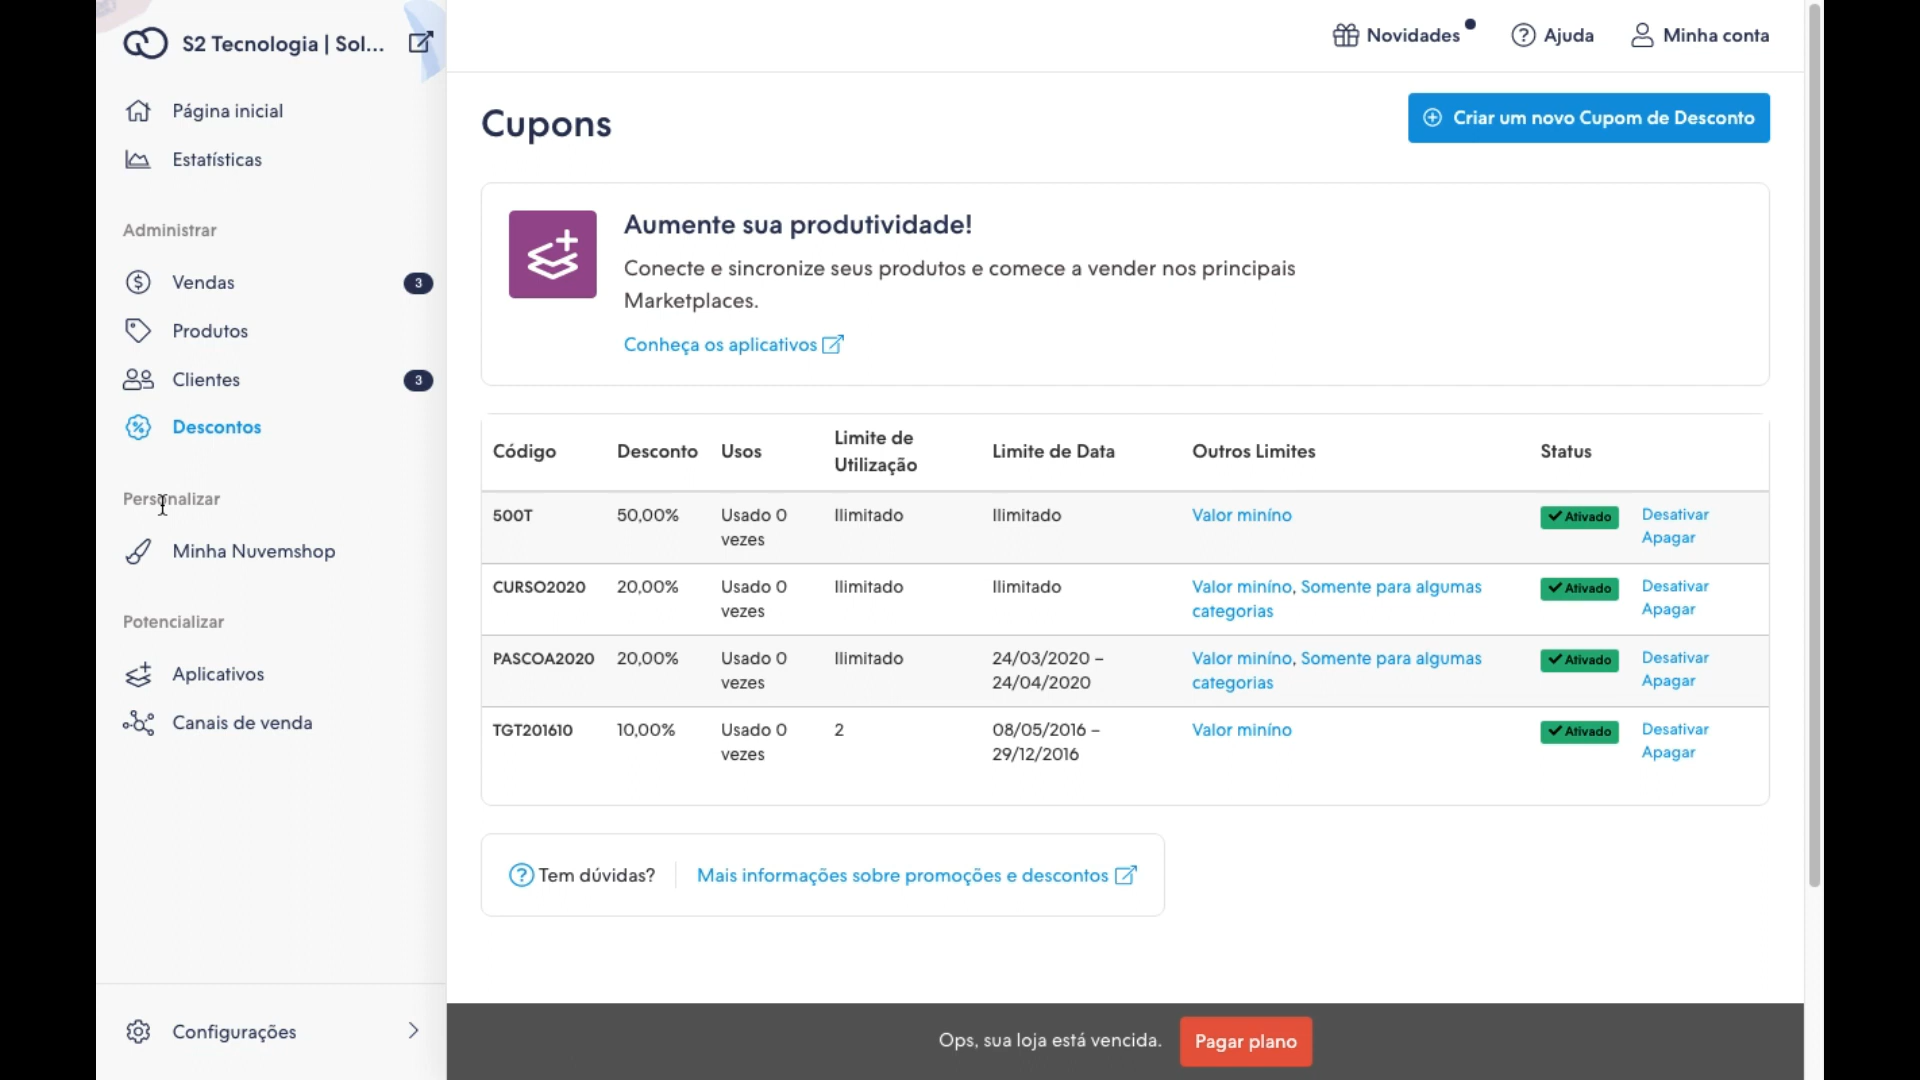 S2 Tecnologia | Sol...
Novidades
Ajuda
Minha conta
Página inicial
Estatísticas
Administrar
Vendas 3
Produtos
Clientes 3
Descontos
Personalizar
Minha Nuvemshop
Potencializar
Aplicativos
Canais de venda
Configurações
Cupons
Criar um novo Cupom de Desconto
Aumente sua produtividade!
Conecte e sincronize seus produtos e comece a vender nos principais
Marketplaces.
Conheça os aplicativos
Código Desconto Usos Limite de Utilização Limite de Data Outros Limites Status
500T 50,00% Usado 0 Ilimitado Ilimitado Valor miníno Ativado Desativar
vezes Apagar
CURSO2020 20,00% Usado 0 Ilimitado Ilimitado Valor miníno, Somente para algumas Ativado Desativar
vezes categorias Apagar
PASCOA2020 20,00% Usado 0 Ilimitado 24/03/2020 – Valor miníno, Somente para algumas Ativado Desativar
vezes 24/04/2020 categorias Apagar
TGT201610 10,00% Usado 0 2 08/05/2016 – Valor miníno Ativado Desativar
vezes 29/12/2016 Apagar
Tem dúvidas? Mais informações sobre promoções e descontos
Ops, sua loja está vencida. Pagar plano